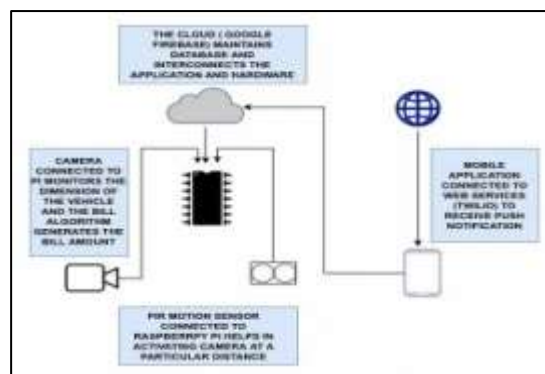 THE CLOUD ( GOOGLE
FIREBASE) MAINTAINS
DATABASE AND
INTERCONNECTS THE
APPLICATION AND HARDWARE
CAMERA
CONNECTED TO
PI MONITORS THE
DIMENSION OF
THE VEHICLE
AND THE BILL
ALGORITHM
GENERATES THE
BILL AMOUNT
MOBILE
APPLICATION
CONNECTED TO
WEB SERVICES
(TWILIO) TO
RECEIVE PUSH
NOTIFICATION
PIR MOTION SENSOR
CONNECTED TO
RASPBERRPY PI HELPS IN
ACTIVATING CAMERA AT A
PARTICULAR DISTANCE